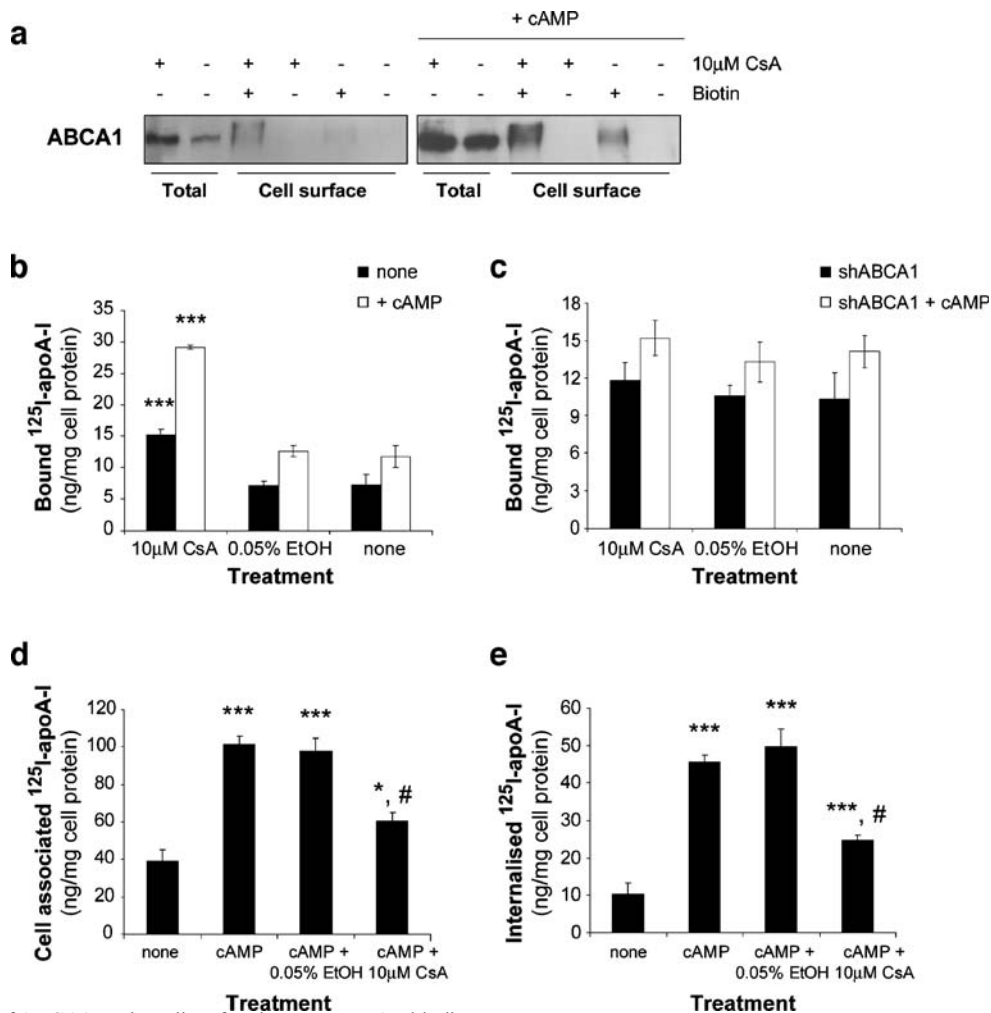 a
+ cAMP
+ - + + - - + - + + - - 10μM CsA
- - + - + - - - + - + - Biotin
ABCA1
Total Cell surface Total Cell surface
b
none
+ cAMP
Bound 125I-apoA-I
(ng/mg cell protein)
35
30
25
20
15
10
5
0
***
***
10μM CsA 0.05% EtOH none
Treatment
c
shABCA1
shABCA1 + cAMP
Bound 125I-apoA-I
(ng/mg cell protein)
18
15
12
9
6
3
0
10μM CsA 0.05% EtOH none
Treatment
d
Cell associated 125I-apoA-I
(ng/mg cell protein)
120
100
80
60
40
20
0
***
***
*, #
none cAMP cAMP + cAMP +
0.05% EtOH 10μM CsA
Treatment
e
Internalised 125I-apoA-I
(ng/mg cell protein)
60
50
40
30
20
10
0
***
***
***, #
none cAMP cAMP + cAMP +
0.05% EtOH 10μM CsA
Treatment